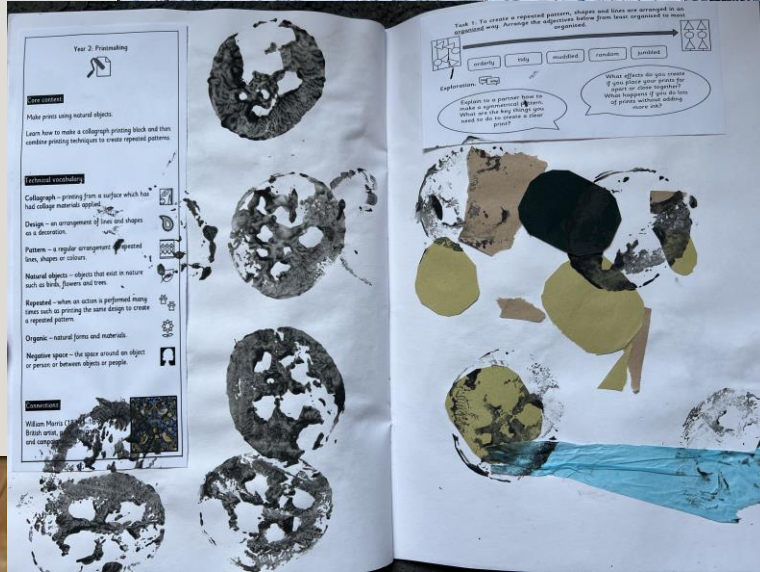 Year 2: Printmaking
Core content
Make prints using natural objects.
Learn how to make a collagraph printing block and then
combine printing techniques to create repeated patterns.
Technical vocabulary
Collagraph – printing from a surface which has
had collage materials applied.
Design – an arrangement of lines and shapes
as a decoration.
Pattern – a regular arrangement of repeated
lines, shapes or colours.
Natural objects – objects that exist in nature
such as birds, flowers and trees.
Repeated – when an action is performed many
times such as printing the same design to create
a repeated pattern.
Organic – natural forms and materials.
Negative space – the space around an object
or person or between objects or people.
Connections
William Morris
British artist,
and
Task 1: To create a repeated pattern, shapes and lines are arranged in an
organised way. Arrange the adjectives below from least organised to most
organised.
orderly
tidy
muddled
random
jumbled
Exploration:
Explain to a partner how to
make a symmetrical pattern.
What are the key things you
need to do to create a clear
print?
What effects do you create
if you place your prints far
apart or close together?
What happens if you do lots
of prints without adding
more ink?